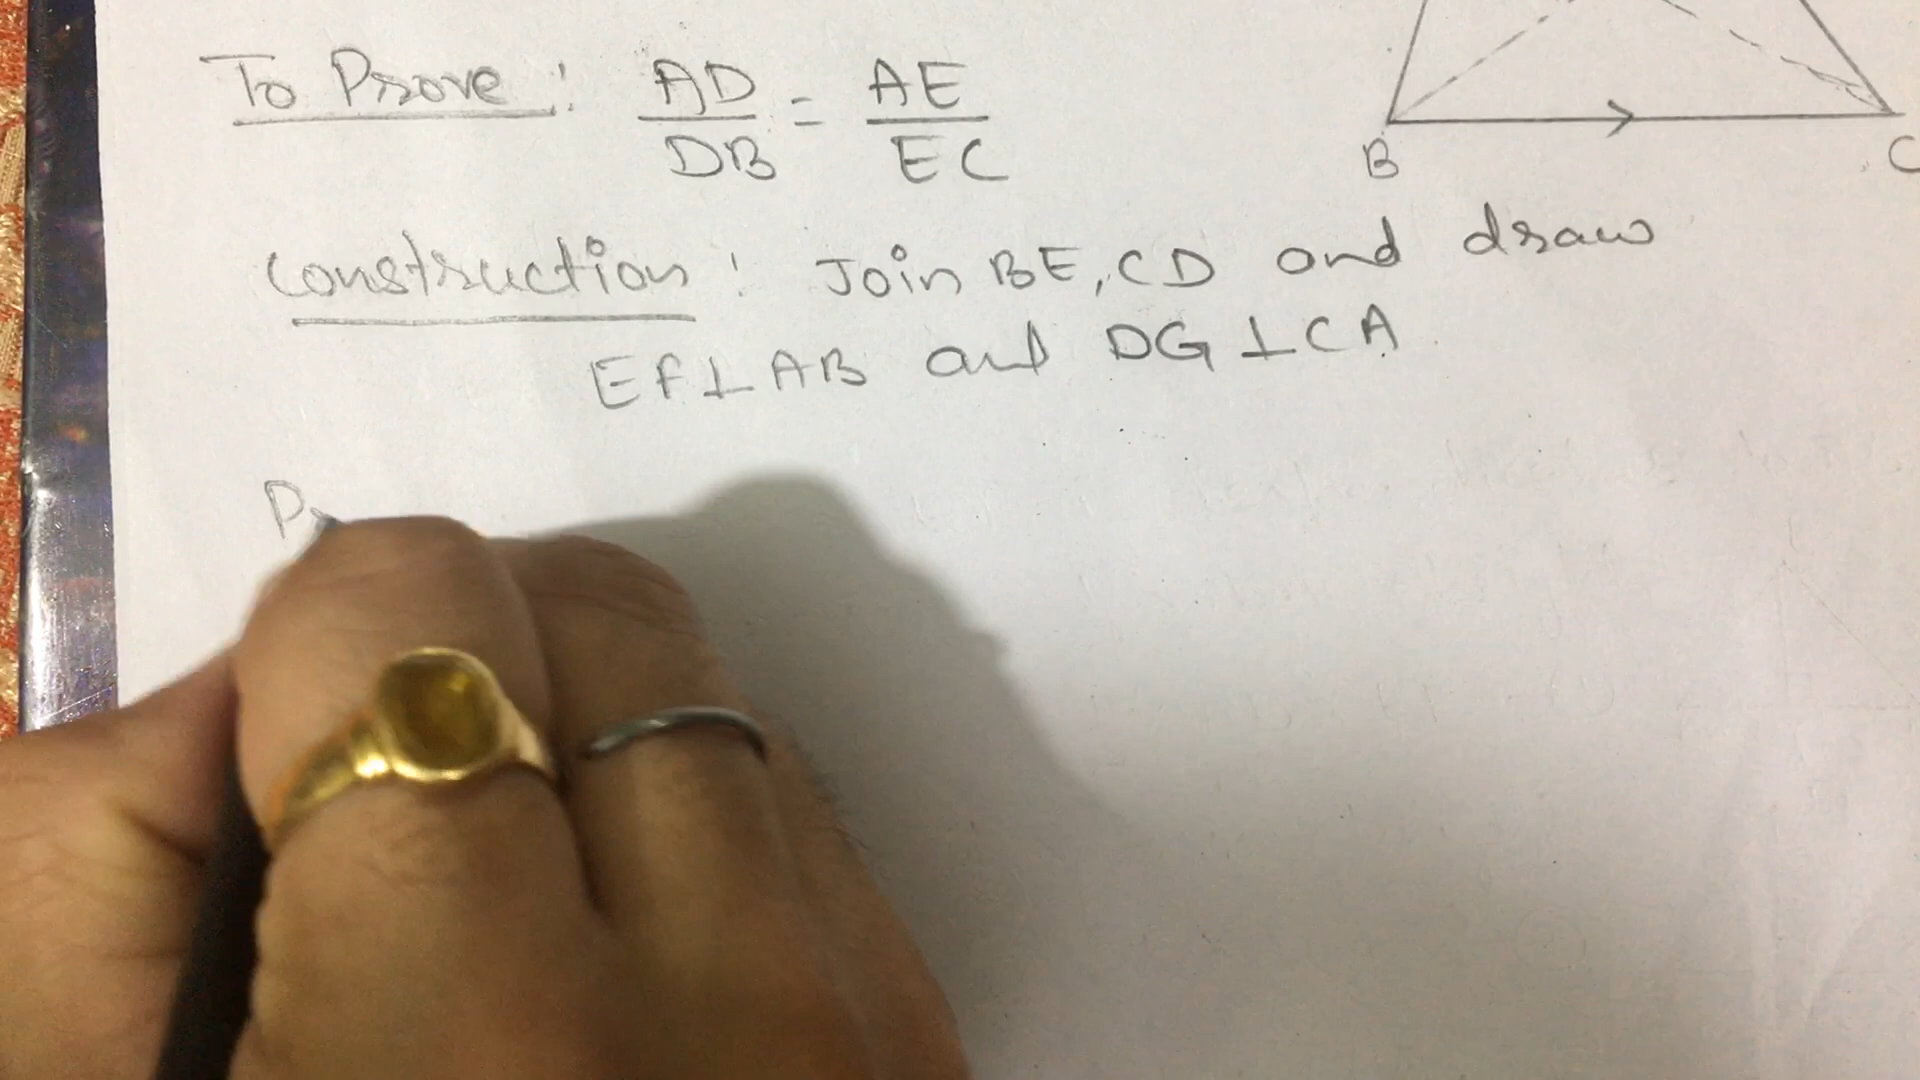 To Prove : AD/DB = AE/EC
B C
Construction : Join BE, CD and draw
EF⊥AB and DG⊥CA.